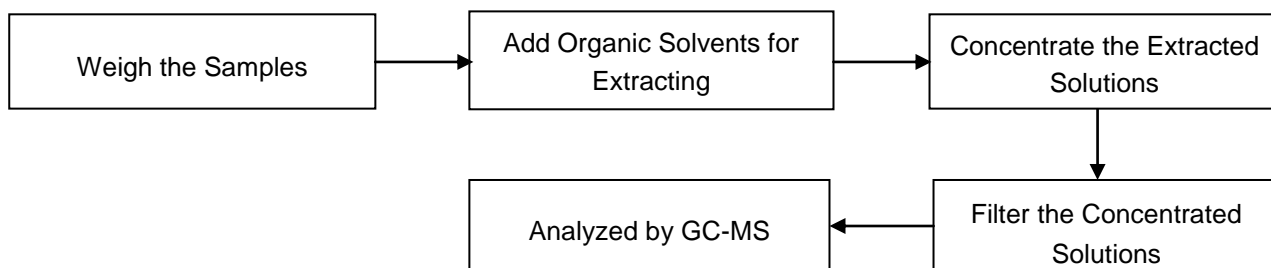 Weigh the Samples
Add Organic Solvents for
Extracting
Concentrate the Extracted
Solutions
Filter the Concentrated
Solutions
Analyzed by GC-MS